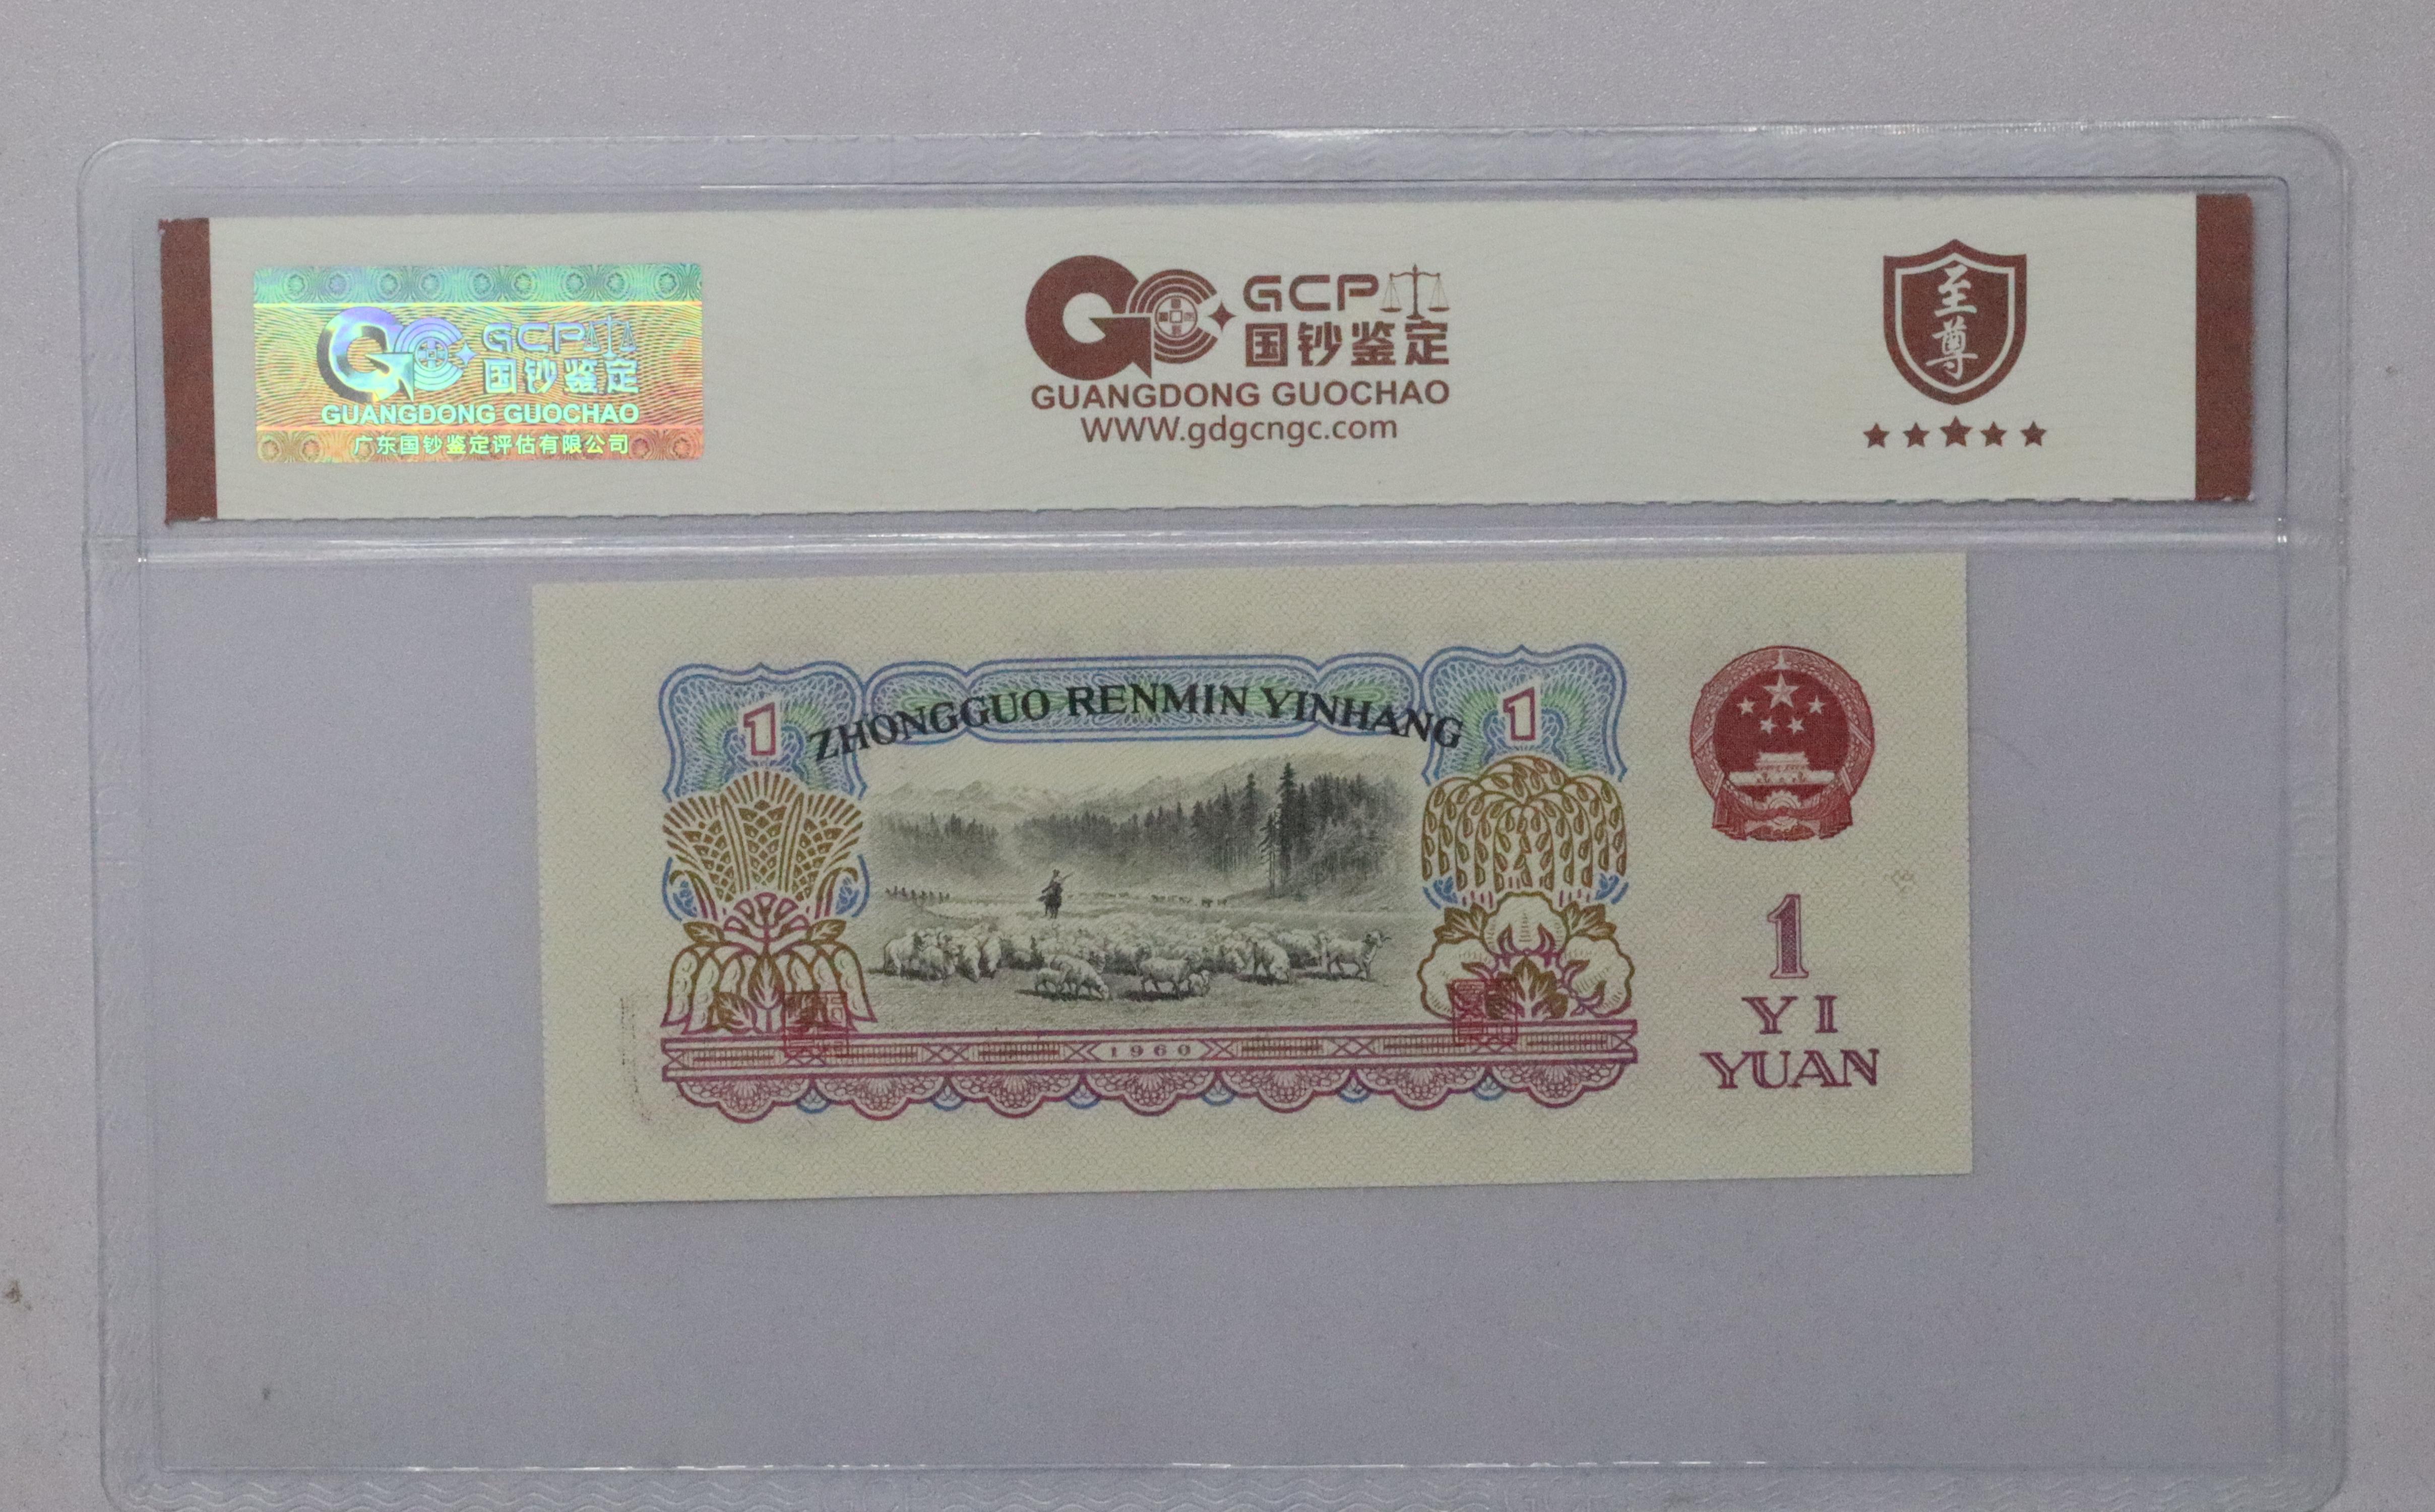 GCP
国钞鉴定
GUANGDONG GUOCHAO
广东国钞鉴定评估有限公司
GCP
国钞鉴定
GUANGDONG GUOCHAO
WWW.gdgcngc.com
至尊
ZHONGGUO RENMIN YINHANG
1
1
1960
1
YI
YUAN